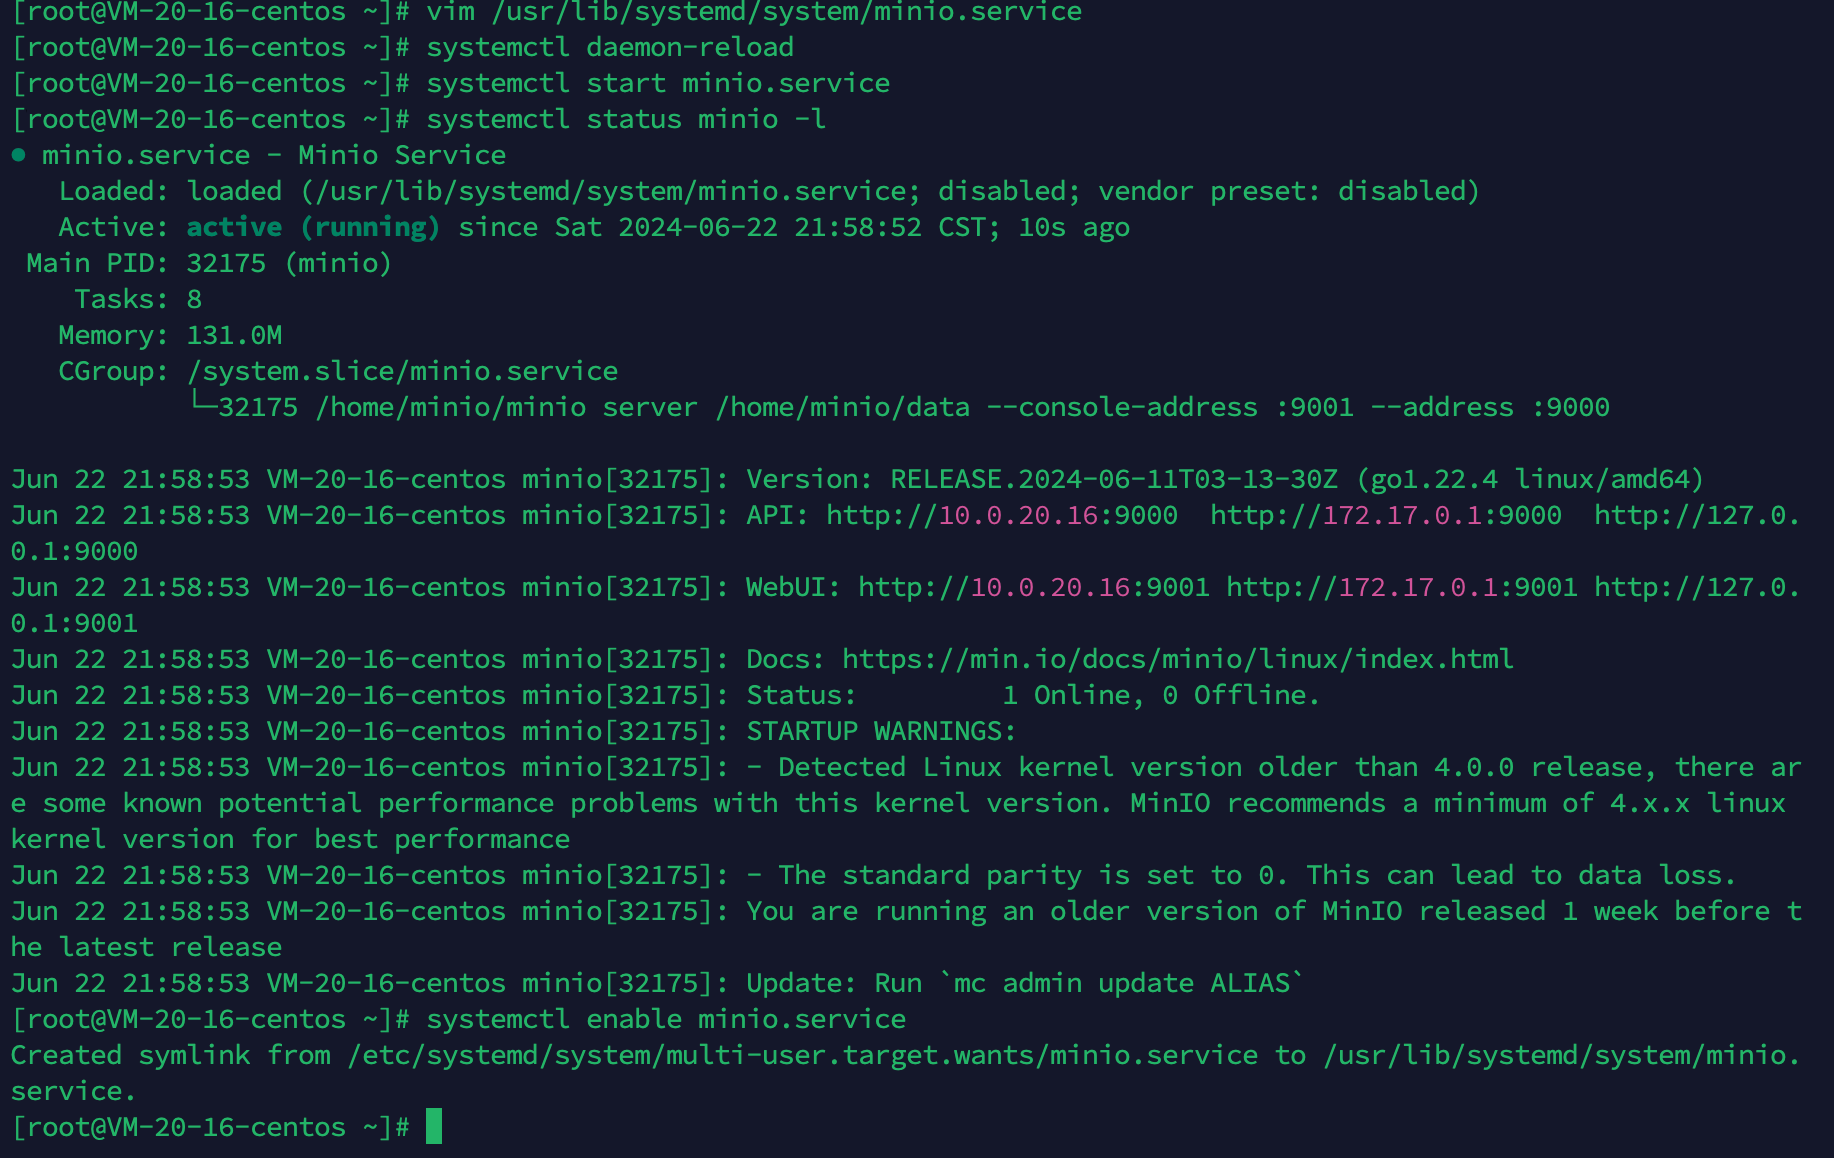 [root@VM-20-16-centos ~]# vim /usr/lib/systemd/system/minio.service
[root@VM-20-16-centos ~]# systemctl daemon-reload
[root@VM-20-16-centos ~]# systemctl start minio.service
[root@VM-20-16-centos ~]# systemctl status minio -l
● minio.service - Minio Service
   Loaded: loaded (/usr/lib/systemd/system/minio.service; disabled; vendor preset: disabled)
   Active: active (running) since Sat 2024-06-22 21:58:52 CST; 10s ago
 Main PID: 32175 (minio)
    Tasks: 8
   Memory: 131.0M
   CGroup: /system.slice/minio.service
           └─32175 /home/minio/minio server /home/minio/data --console-address :9001 --address :9000
Jun 22 21:58:53 VM-20-16-centos minio[32175]: Version: RELEASE.2024-06-11T03-13-30Z (go1.22.4 linux/amd64)
Jun 22 21:58:53 VM-20-16-centos minio[32175]: API: http://10.0.20.16:9000  http://172.17.0.1:9000  http://127.0.
0.1:9000
Jun 22 21:58:53 VM-20-16-centos minio[32175]: WebUI: http://10.0.20.16:9001 http://172.17.0.1:9001 http://127.0.
0.1:9001
Jun 22 21:58:53 VM-20-16-centos minio[32175]: Docs: https://min.io/docs/minio/linux/index.html
Jun 22 21:58:53 VM-20-16-centos minio[32175]: Status:         1 Online, 0 Offline.
Jun 22 21:58:53 VM-20-16-centos minio[32175]: STARTUP WARNINGS:
Jun 22 21:58:53 VM-20-16-centos minio[32175]: - Detected Linux kernel version older than 4.0.0 release, there ar
e some known potential performance problems with this kernel version. MinIO recommends a minimum of 4.x.x linux
kernel version for best performance
Jun 22 21:58:53 VM-20-16-centos minio[32175]: - The standard parity is set to 0. This can lead to data loss.
Jun 22 21:58:53 VM-20-16-centos minio[32175]: You are running an older version of MinIO released 1 week before t
he latest release
Jun 22 21:58:53 VM-20-16-centos minio[32175]: Update: Run `mc admin update ALIAS`
[root@VM-20-16-centos ~]# systemctl enable minio.service
Created symlink from /etc/systemd/system/multi-user.target.wants/minio.service to /usr/lib/systemd/system/minio.
service.
[root@VM-20-16-centos ~]#